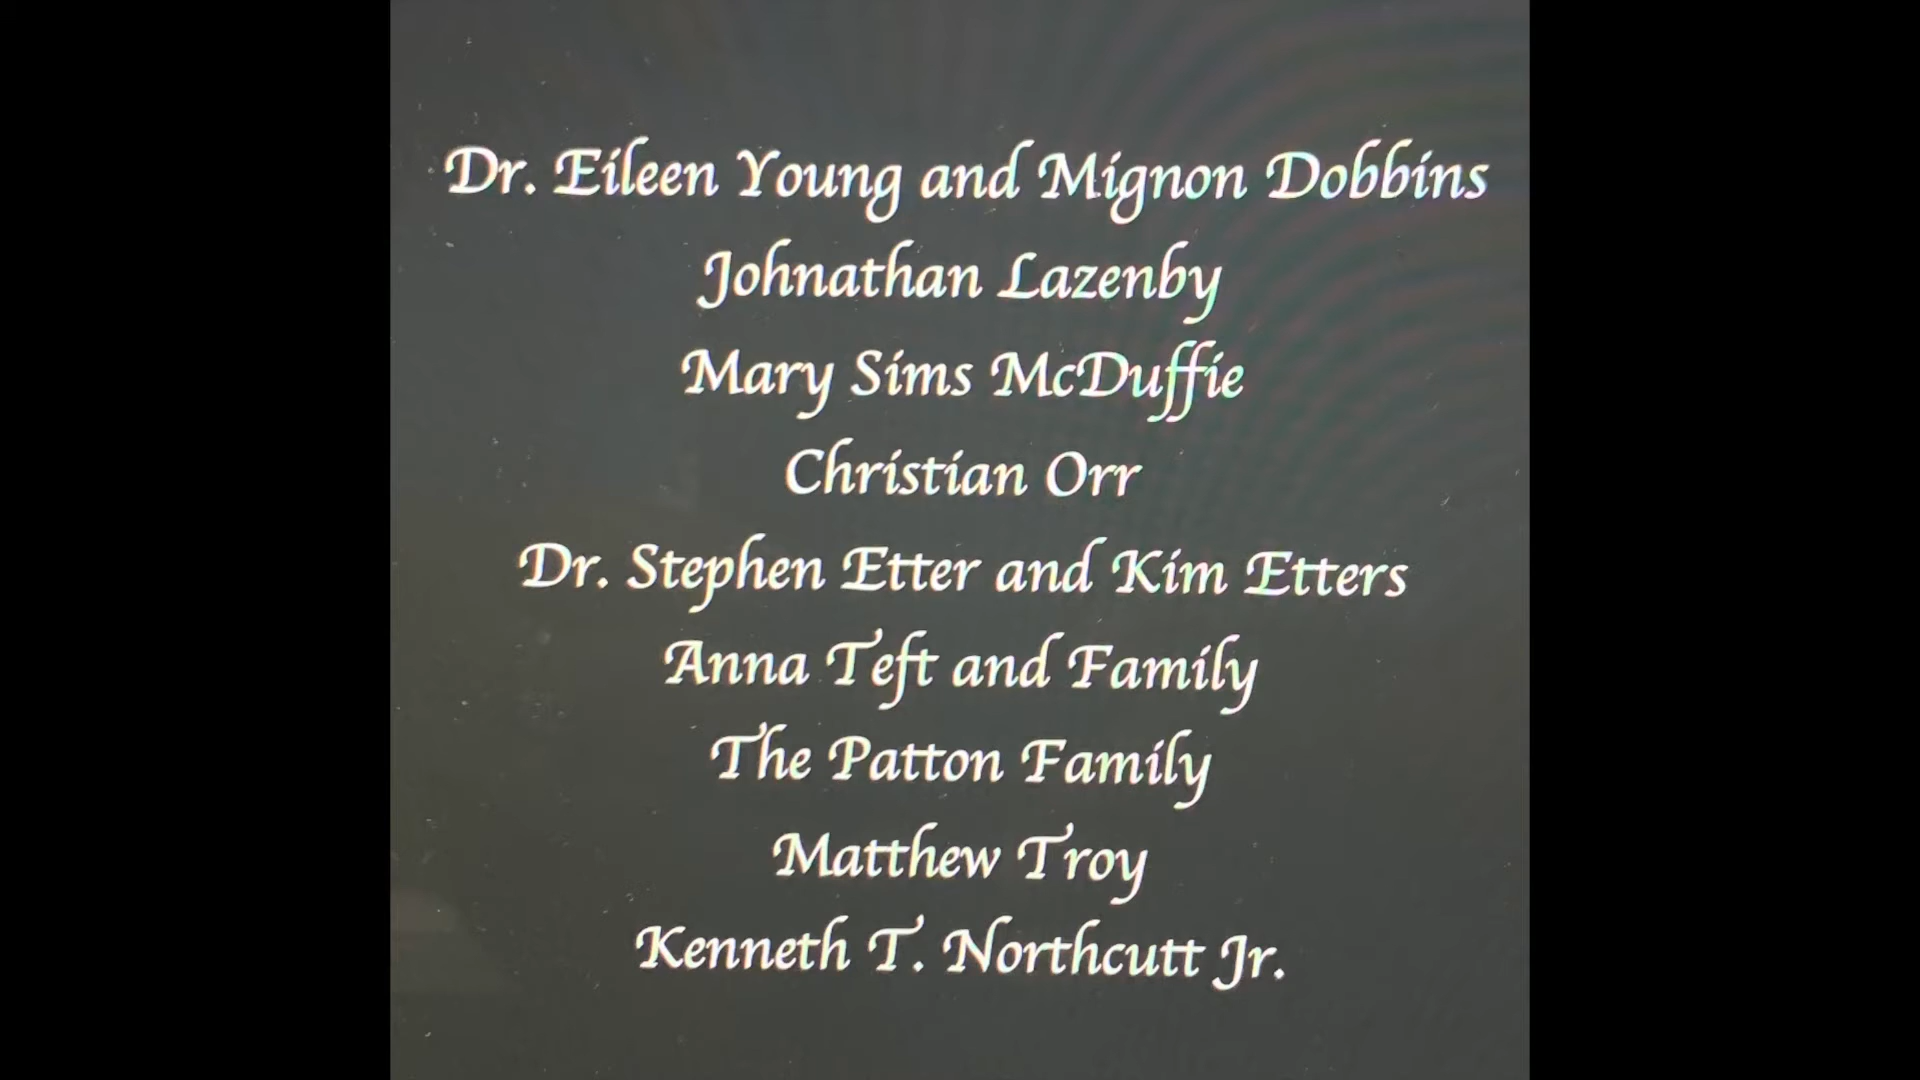 Dr. Eileen Young and Mignon Dobbins
Johnathan Lazenby
Mary Sims McDuffie
Christian Orr
Dr. Stephen Etter and Kim Etters
Anna Teft and Family
The Patton Family
Matthew Troy
Kenneth T. Northcutt Jr.